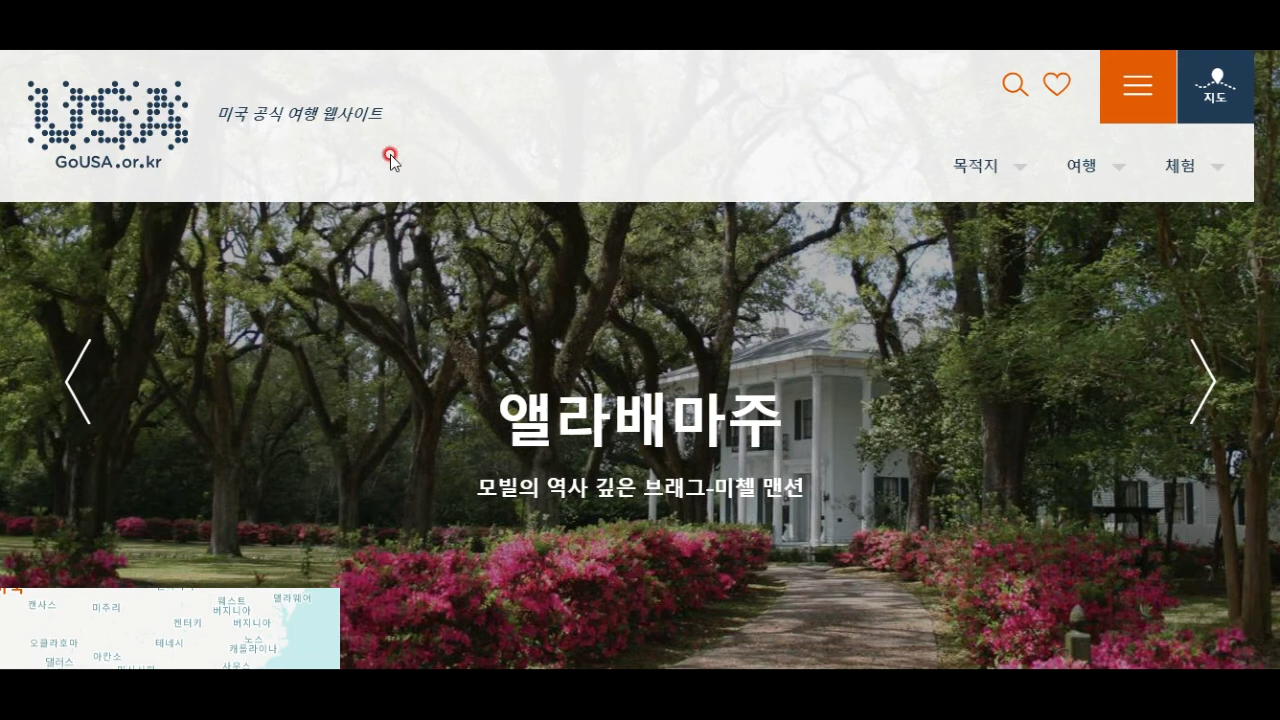 USA
GoUSA.or.kr
미국 공식 여행 웹사이트
지도
목적지
여행
체험
앨라배마주
모빌의 역사 깊은 브래그-미첼 맨션
캔사스
미주리
웨스트
버지니아
델라웨어
켄터키
버지니아
오클라호마
테네시
노스
캐롤라이나
댈러스
아칸소
사우스